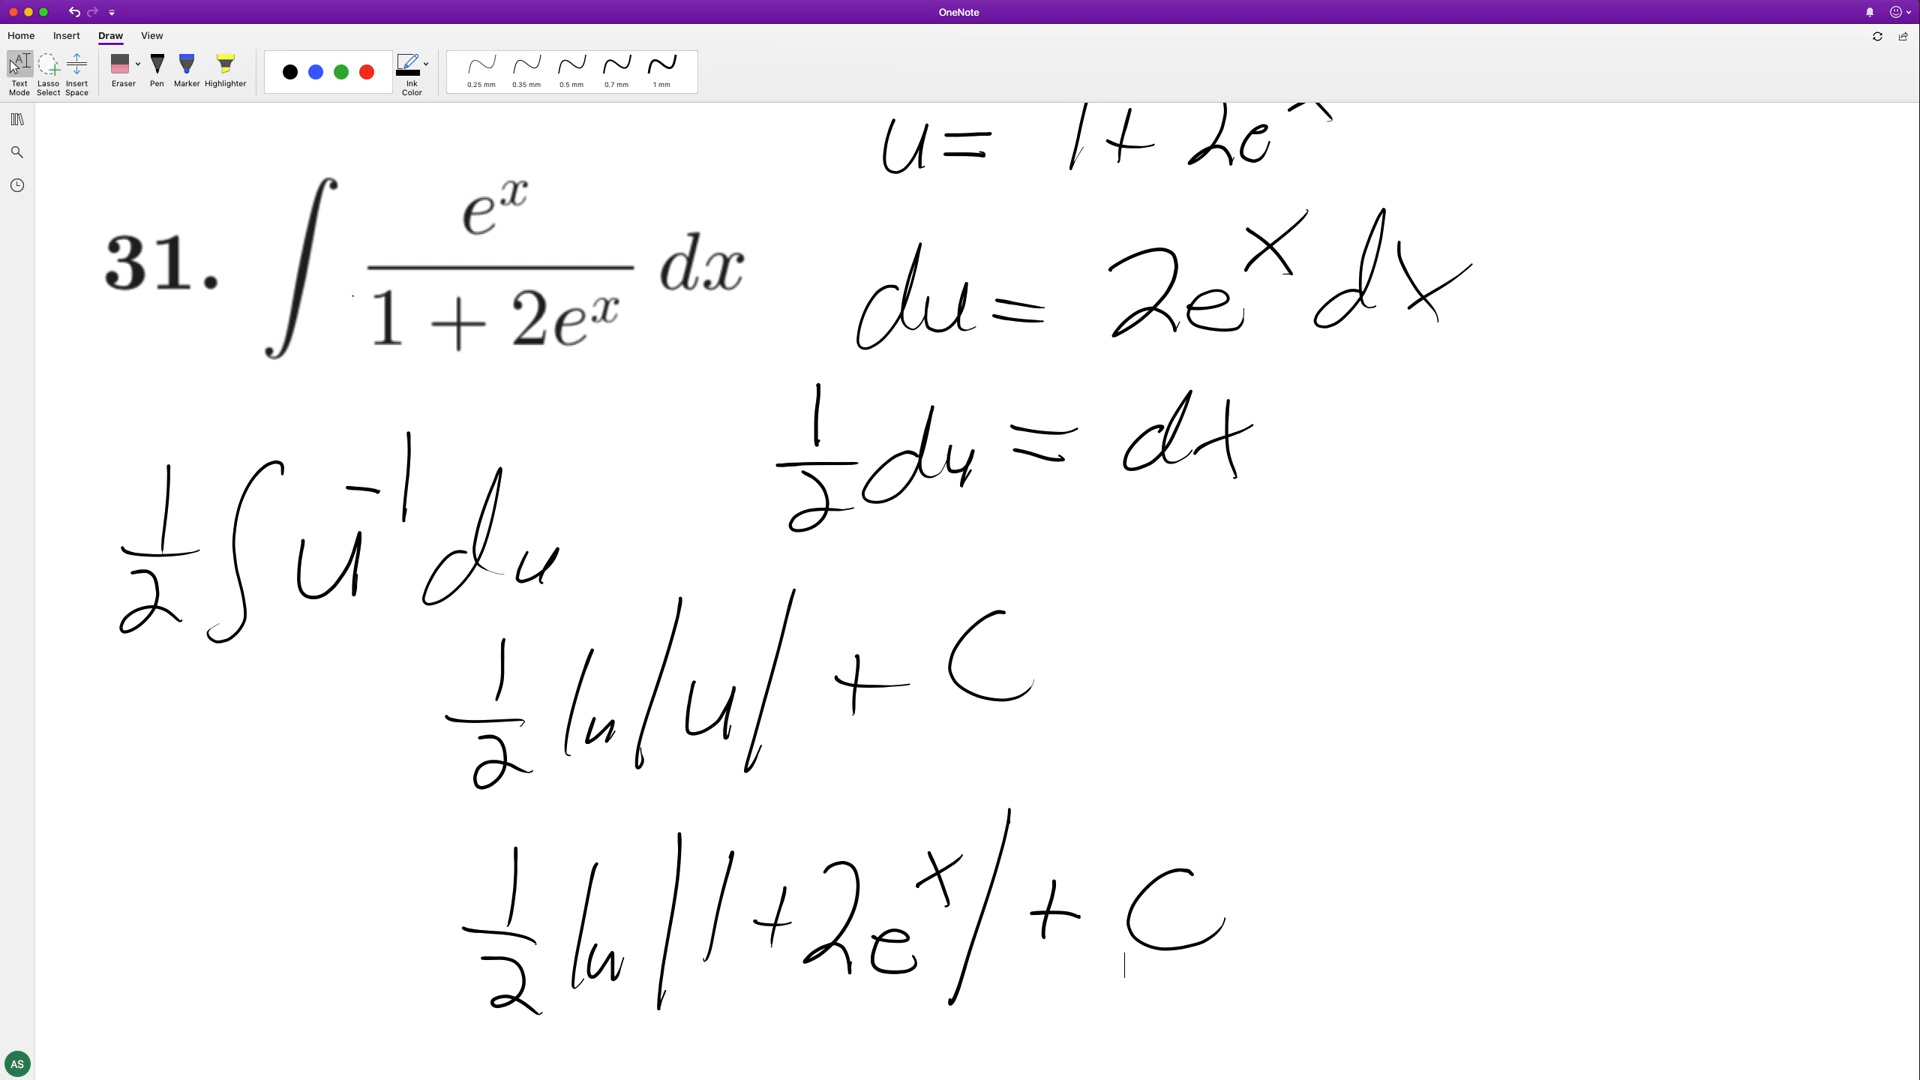 OneNote
Home Insert Draw View
Text Mode Lasso Select Insert Space Eraser Pen Marker Highlighter Ink Color 0.25 mm 0.35 mm 0.5 mm 0.7 mm 1 mm
u = 1 + 2e^x
31. ∫ e^x / (1 + 2e^x) dx
du = 2e^x dx
1/2 du = dx
1/2 ∫ u^-1 du
1/2 ln|u| + C
1/2 ln|1 + 2e^x| + C
AS